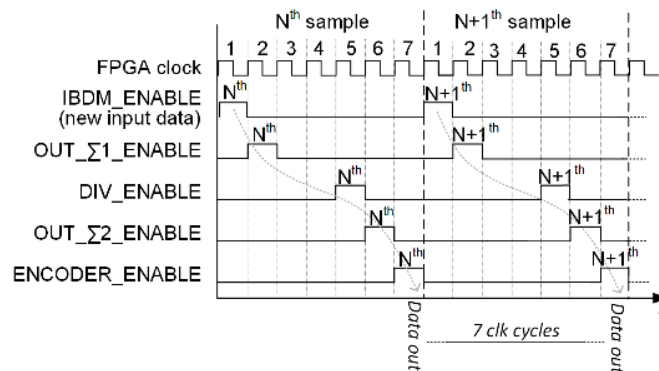 Nth sample N+1th sample
1 2 3 4 5 6 7 1 2 3 4 5 6 7
FPGA clock
IBDM_ENABLE Nth N+1th
(new input data)
OUT_∑1_ENABLE Nth N+1th
DIV_ENABLE Nth N+1th
OUT_∑2_ENABLE Nth N+1th
ENCODER_ENABLE Nth N+1th
7 clk cycles
Data out
Data out